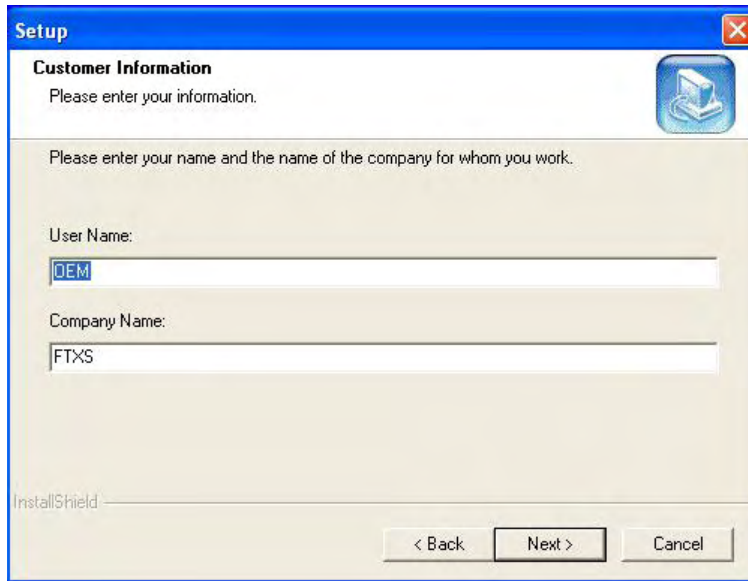 Setup
Customer Information
Please enter your information.
Please enter your name and the name of the company for whom you work.
User Name:
OEM
Company Name:
FTXS
InstallShield
< Back Next > Cancel